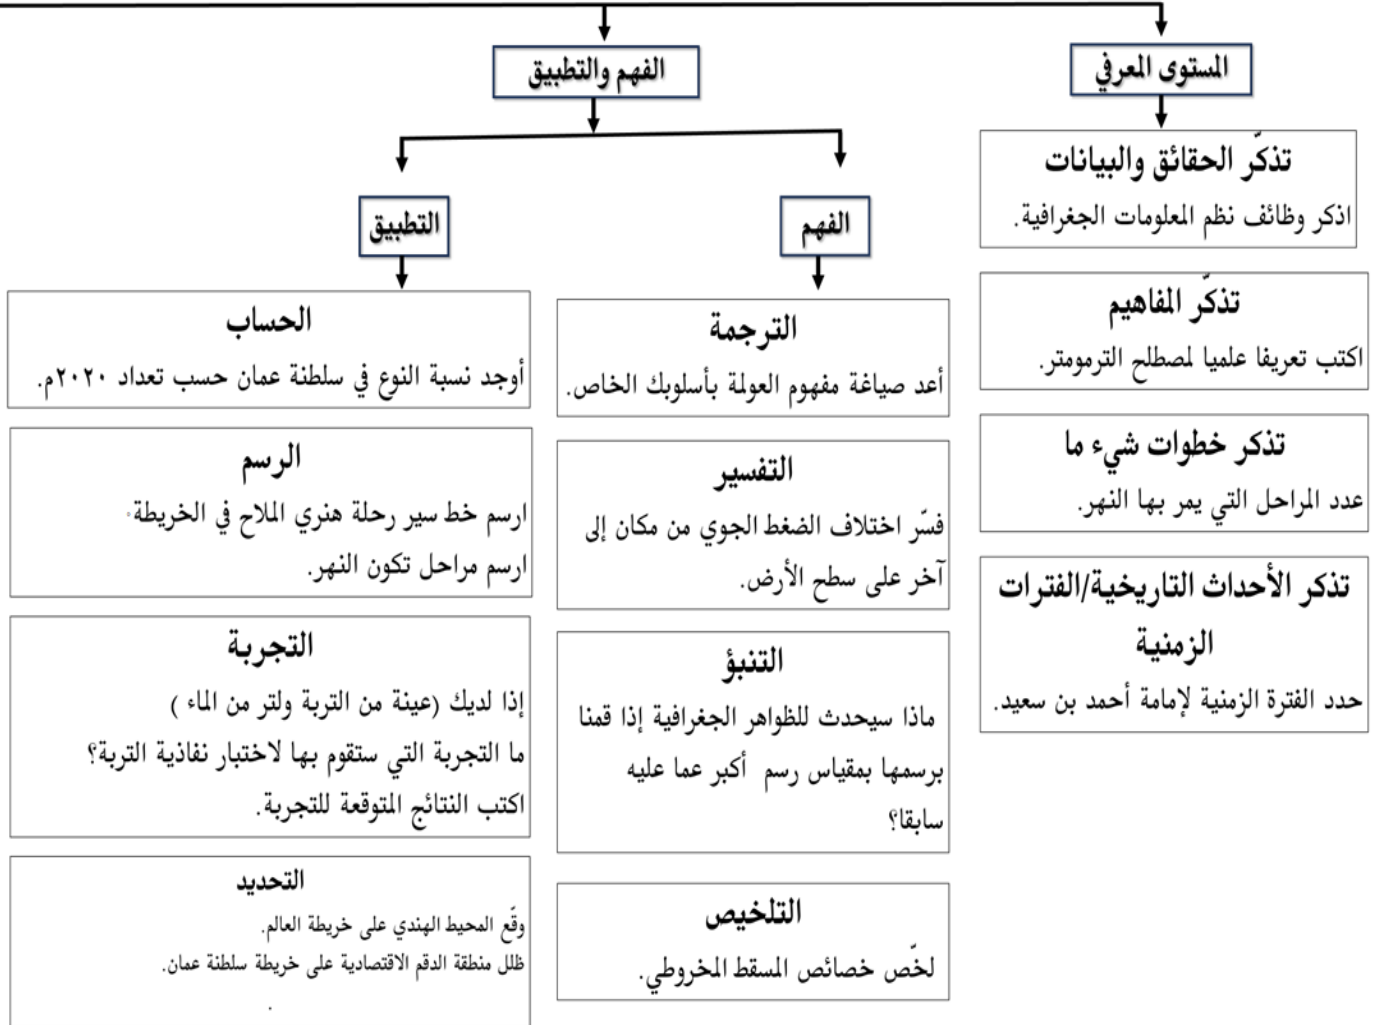 المستوى المعرفي
تذكّر الحقائق والبيانات
اذكر وظائف نظم المعلومات الجغرافية.
تذكّر المفاهيم
اكتب تعريفا علميا لمصطلح الترمومتر.
تذكر خطوات شيء ما
عدد المراحل التي يمر بها النهر.
تذكر الأحداث التاريخية/الفترات
الزمنية
حدد الفترة الزمنية لإمامة أحمد بن سعيد.
الفهم والتطبيق
الفهم
الترجمة
أعد صياغة مفهوم العولمة بأسلوبك الخاص.
التفسير
فسّر اختلاف الضغط الجوي من مكان إلى
آخر على سطح الأرض.
التنبؤ
ماذا سيحدث للظواهر الجغرافية إذا قمنا
برسمها بمقياس رسم أكبر عما عليه
سابقا؟
التلخيص
لخّص خصائص المسقط المخروطي.
التطبيق
الحساب
أوجد نسبة النوع في سلطنة عمان حسب تعداد ٢٠٢٠م.
الرسم
ارسم خط سير رحلة هنري الملاح في الخريطة.
ارسم مراحل تكون النهر.
التجربة
إذا لديك (عينة من التربة ولتر من الماء )
ما التجربة التي ستقوم بها لاختبار نفاذية التربة؟
اكتب النتائج المتوقعة للتجربة.
التحديد
وقّع المحيط الهندي على خريطة العالم.
ظلل منطقة الدقم الاقتصادية على خريطة سلطنة عمان.
.